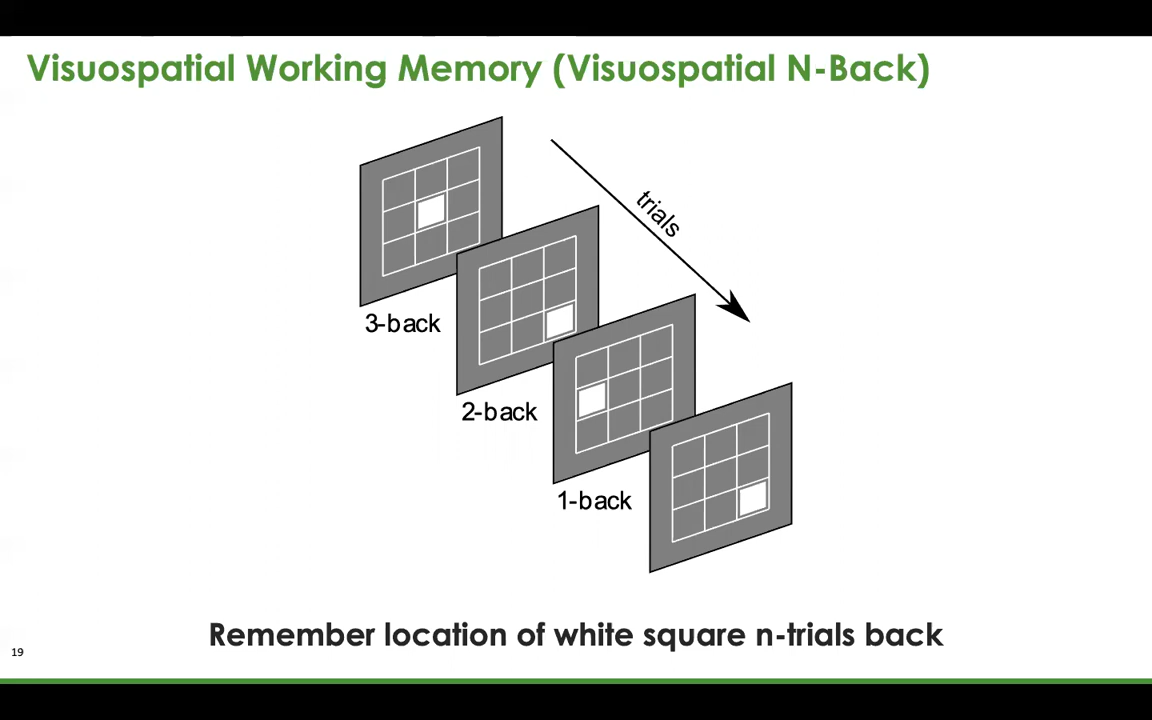 Visuospatial Working Memory (Visuospatial N-Back)
trials
3-back
2-back
1-back
Remember location of white square n-trials back
19